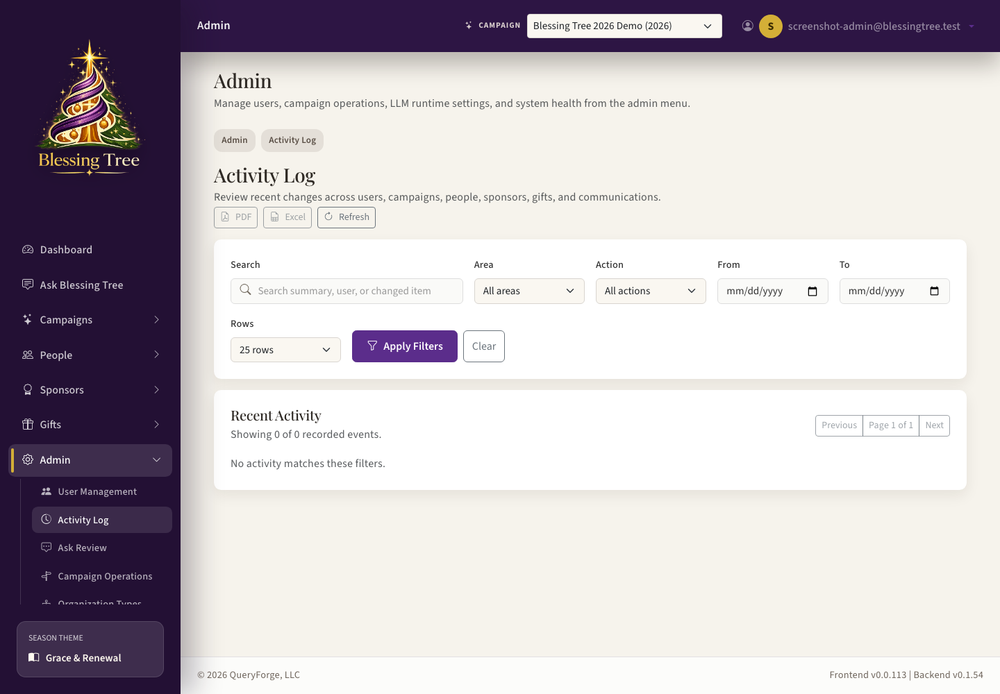 Blessing Tree
Dashboard
Ask Blessing Tree
Campaigns
People
Sponsors
Gifts
Admin
User Management
Activity Log
Ask Review
Campaign Operations
Organization Types
SEASON THEME
Grace & Renewal
Admin
CAMPAIGN
Blessing Tree 2026 Demo (2026)
S
screenshot-admin@blessingtree.test
Admin
Manage users, campaign operations, LLM runtime settings, and system health from the admin menu.
Admin
Activity Log
Activity Log
Review recent changes across users, campaigns, people, sponsors, gifts, and communications.
PDF
Excel
Refresh
Search
Area
Action
From
To
Search summary, user, or changed item
All areas
All actions
mm/dd/yyyy
mm/dd/yyyy
Rows
25 rows
Apply Filters
Clear
Recent Activity
Showing 0 of 0 recorded events.
Previous
Page 1 of 1
Next
No activity matches these filters.
© 2026 QueryForge, LLC
Frontend v0.0.113 | Backend v0.1.54